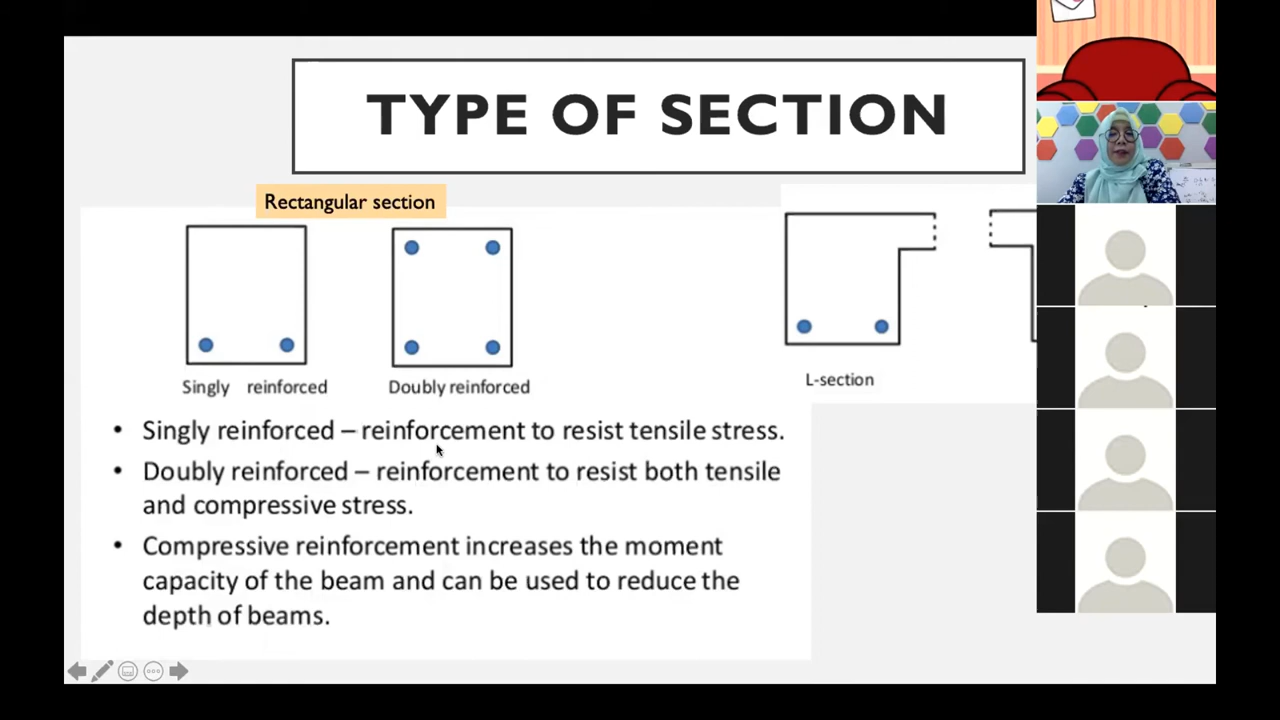 TYPE OF SECTION
Rectangular section
Singly reinforced
Doubly reinforced
L-section
• Singly reinforced – reinforcement to resist tensile stress.
• Doubly reinforced – reinforcement to resist both tensile
and compressive stress.
• Compressive reinforcement increases the moment
capacity of the beam and can be used to reduce the
depth of beams.